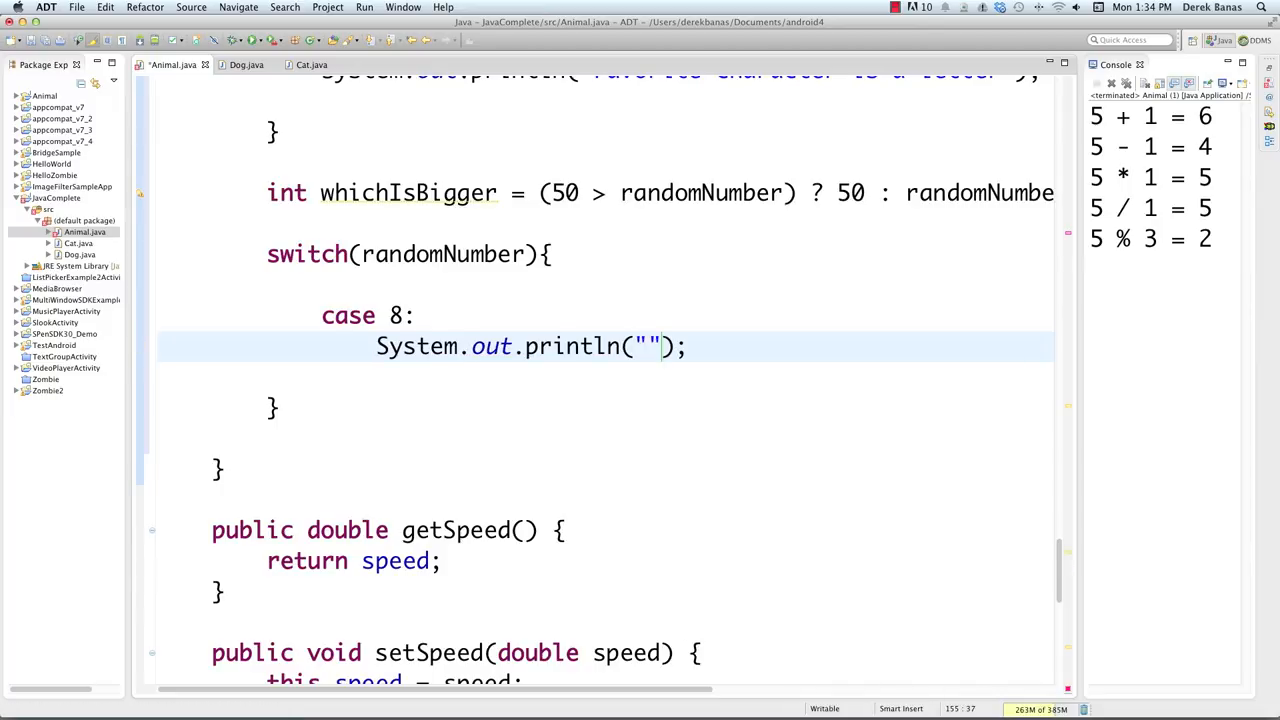 ADT File Edit Refactor Source Navigate Search Project Run Window Help 10 Mon 1:34 PM Derek Banas
Java - JavaComplete/src/Animal.java - ADT - /Users/derekbanas/Documents/android4
Quick Access Java DDMS
Package Exp *Animal.java Dog.java Cat.java Console
<terminated> Animal (1) [Java Application] /S
Animal
appcompat_v7
appcompat_v7_2
appcompat_v7_3
appcompat_v7_4
BridgeSample
HelloWorld
HelloZombie
ImageFilterSampleApp
JavaComplete
src
(default package)
Animal.java
Cat.java
Dog.java
JRE System Library [Ja
ListPickerExample2Activi
MediaBrowser
MultiWindowSDKExample
MusicPlayerActivity
SlookActivity
SPenSDK30_Demo
TestAndroid
TextGroupActivity
VideoPlayerActivity
Zombie
Zombie2
System.out.println("Favorite character is a letter");
}
int whichIsBigger = (50 > randomNumber) ? 50 : randomNumbe
switch(randomNumber){
case 8:
System.out.println("");
}
}
public double getSpeed() {
return speed;
}
public void setSpeed(double speed) {
this.speed = speed;
5 + 1 = 6
5 - 1 = 4
5 * 1 = 5
5 / 1 = 5
5 % 3 = 2
Writable Smart Insert 155 : 37 263M of 385M